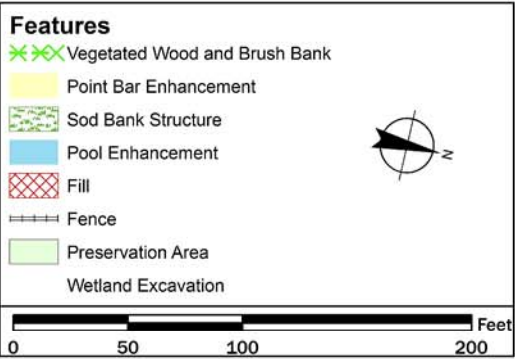 Features
Vegetated Wood and Brush Bank
Point Bar Enhancement
Sod Bank Structure
Pool Enhancement
N
Fill
Fence
Preservation Area
Wetland Excavation
Feet
0 50 100 200